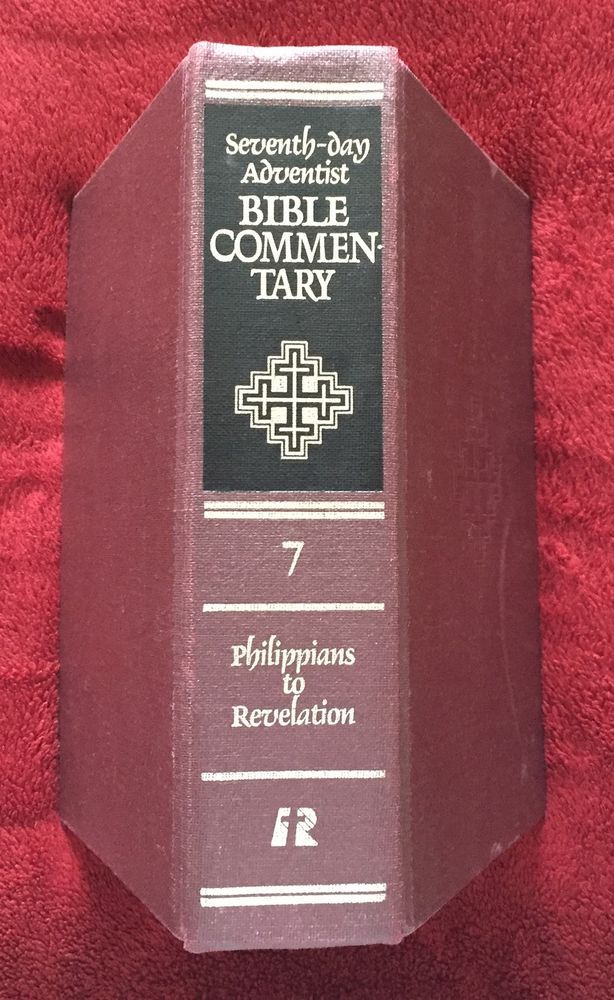 Seventh-day
Adventist
BIBLE
COMMEN-
TARY
7
Philippians
to
Revelation
R